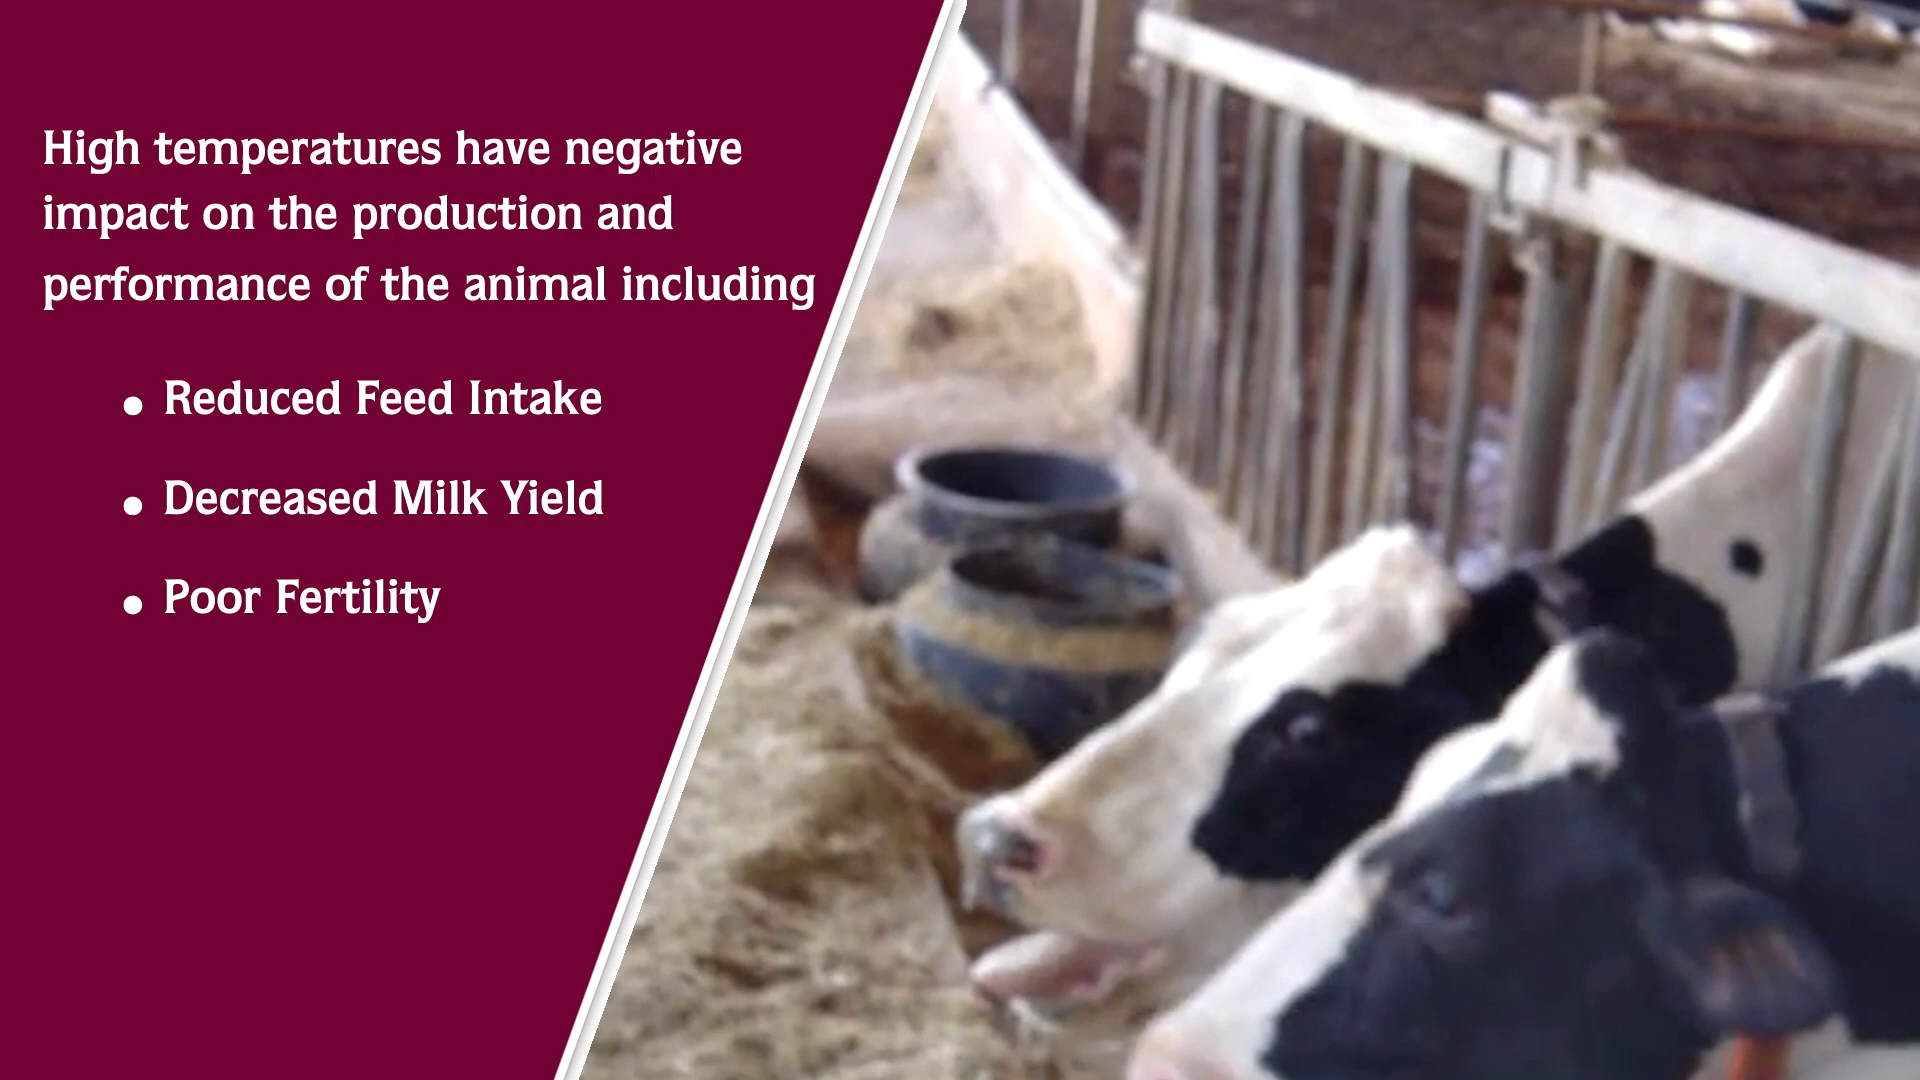 High temperatures have negative
impact on the production and
performance of the animal including
• Reduced Feed Intake
• Decreased Milk Yield
• Poor Fertility